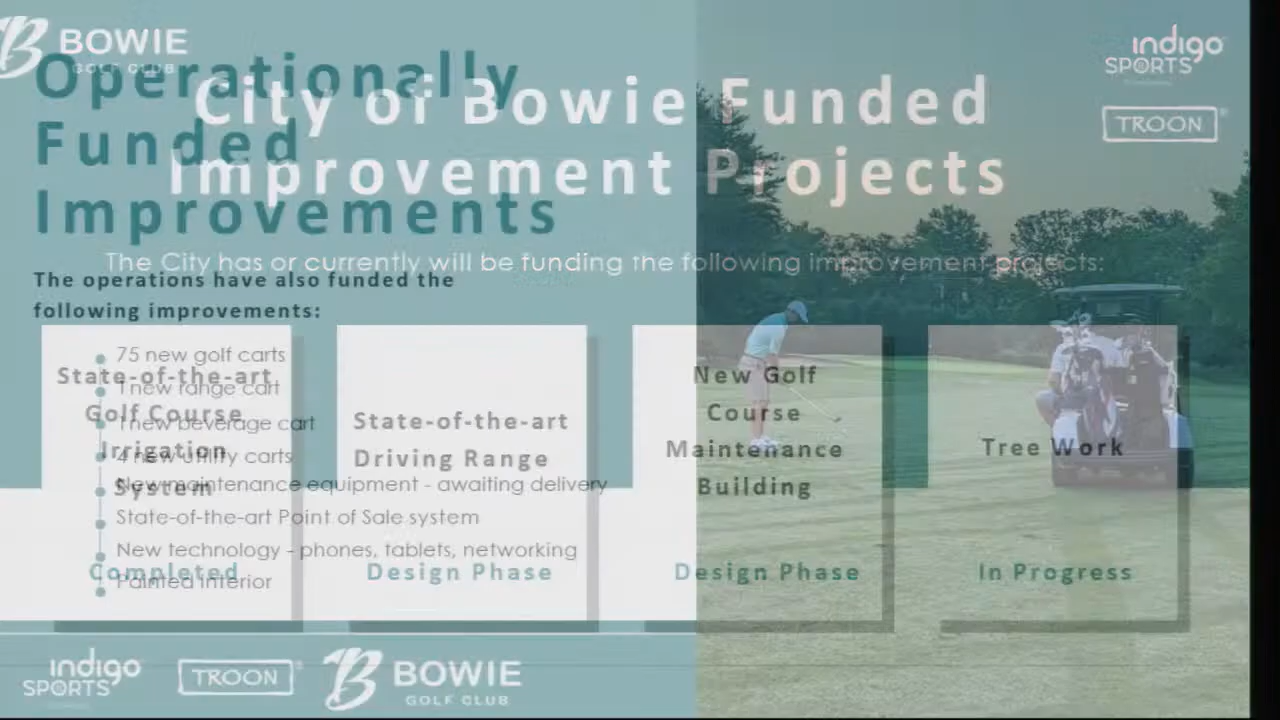 BOWIE
GOLF CLUB
indigo
SPORTS
TROON
City of Bowie Funded
Improvement Projects
The City has or currently will be funding the following improvement projects:
State-of-the-art
Golf Course
Irrigation
System
Completed
State-of-the-art
Driving Range
Design Phase
New Golf
Course
Maintenance
Building
Design Phase
Tree Work
In Progress
Operationally
Funded
Improvements
The operations have also funded the
following improvements:
75 new golf carts
1 new range cart
1 new beverage cart
4 new utility carts
New maintenance equipment - awaiting delivery
State-of-the-art Point of Sale system
New technology - phones, tablets, networking
Painted interior
indigo
SPORTS
TROON
BOWIE
GOLF CLUB